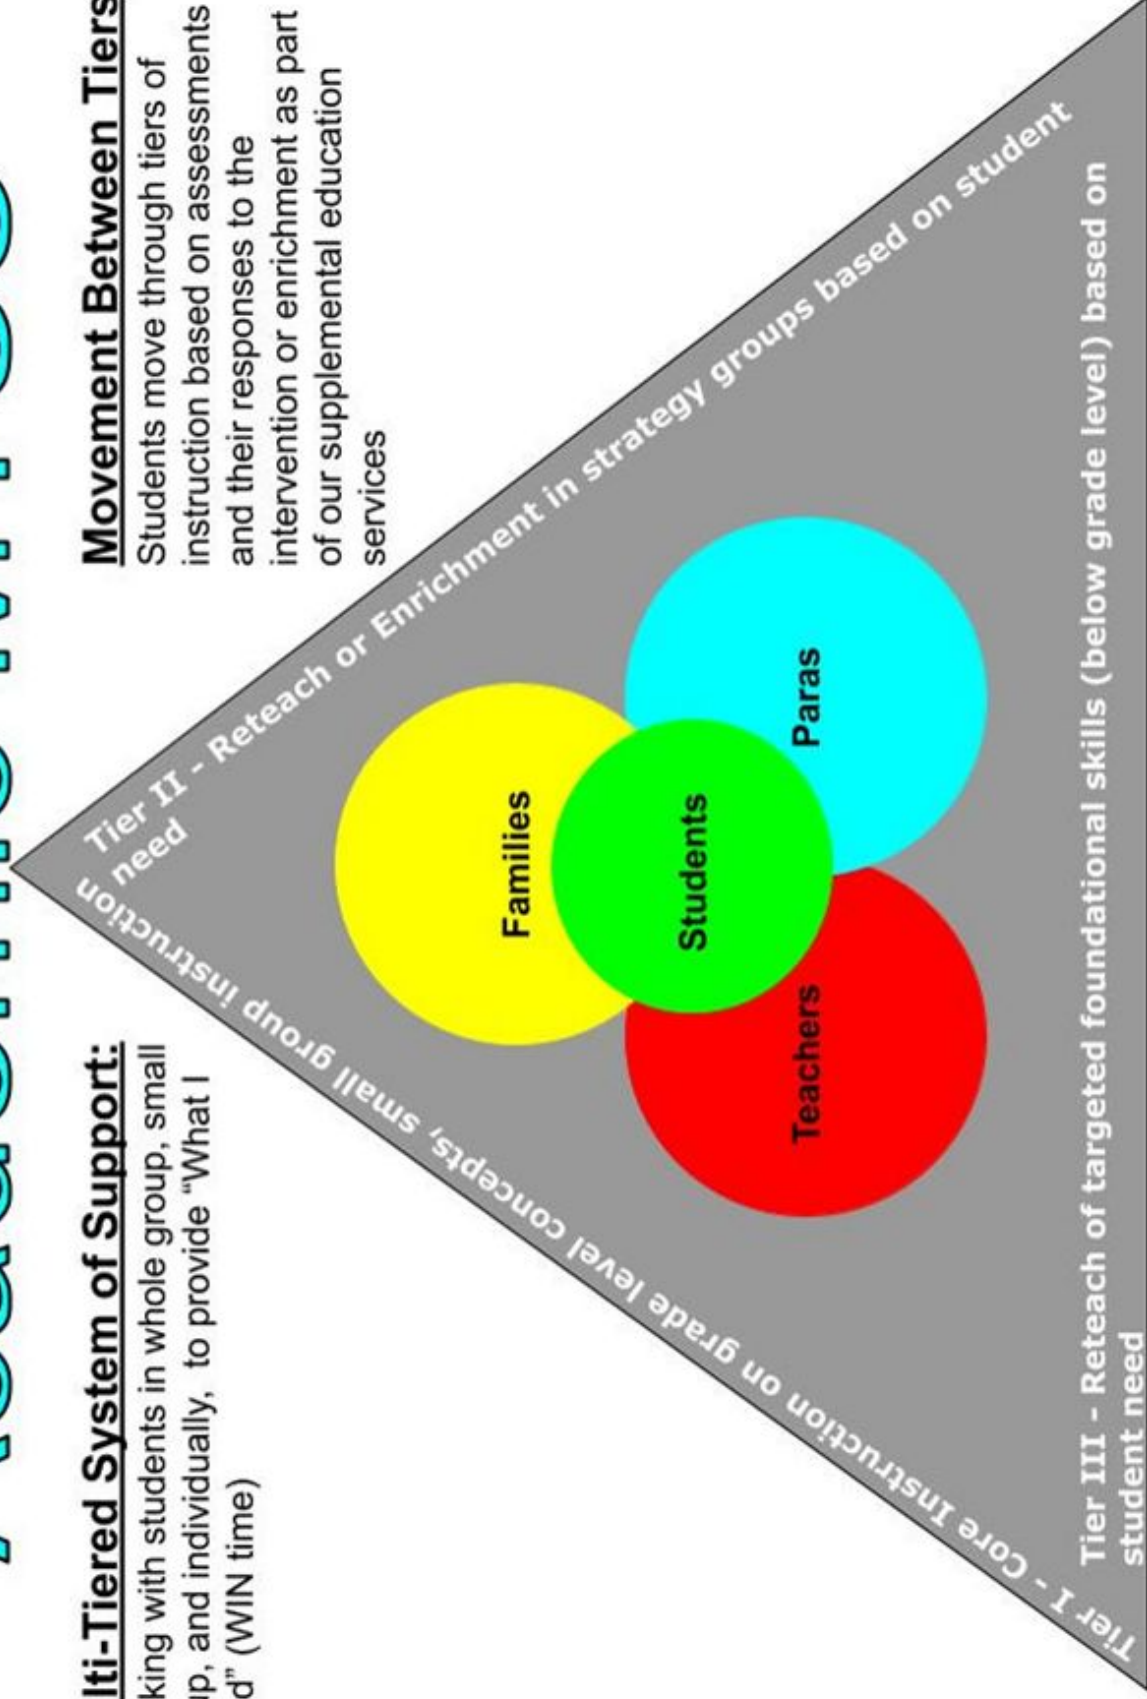 Academic MTSS
lti-Tiered System of Support:
king with students in whole group, small
up, and individually, to provide "What I
d" (WIN time)
Movement Between Tiers
Students move through tiers of
instruction based on assessments
and their responses to the
intervention or enrichment as part
of our supplemental education
services
Tier I - Core Instruction on grade level concepts, small group instruction
Tier II - Reteach or Enrichment in strategy groups based on student
need
Families
Students
Teachers
Paras
Tier III - Reteach of targeted foundational skills (below grade level) based on
student need